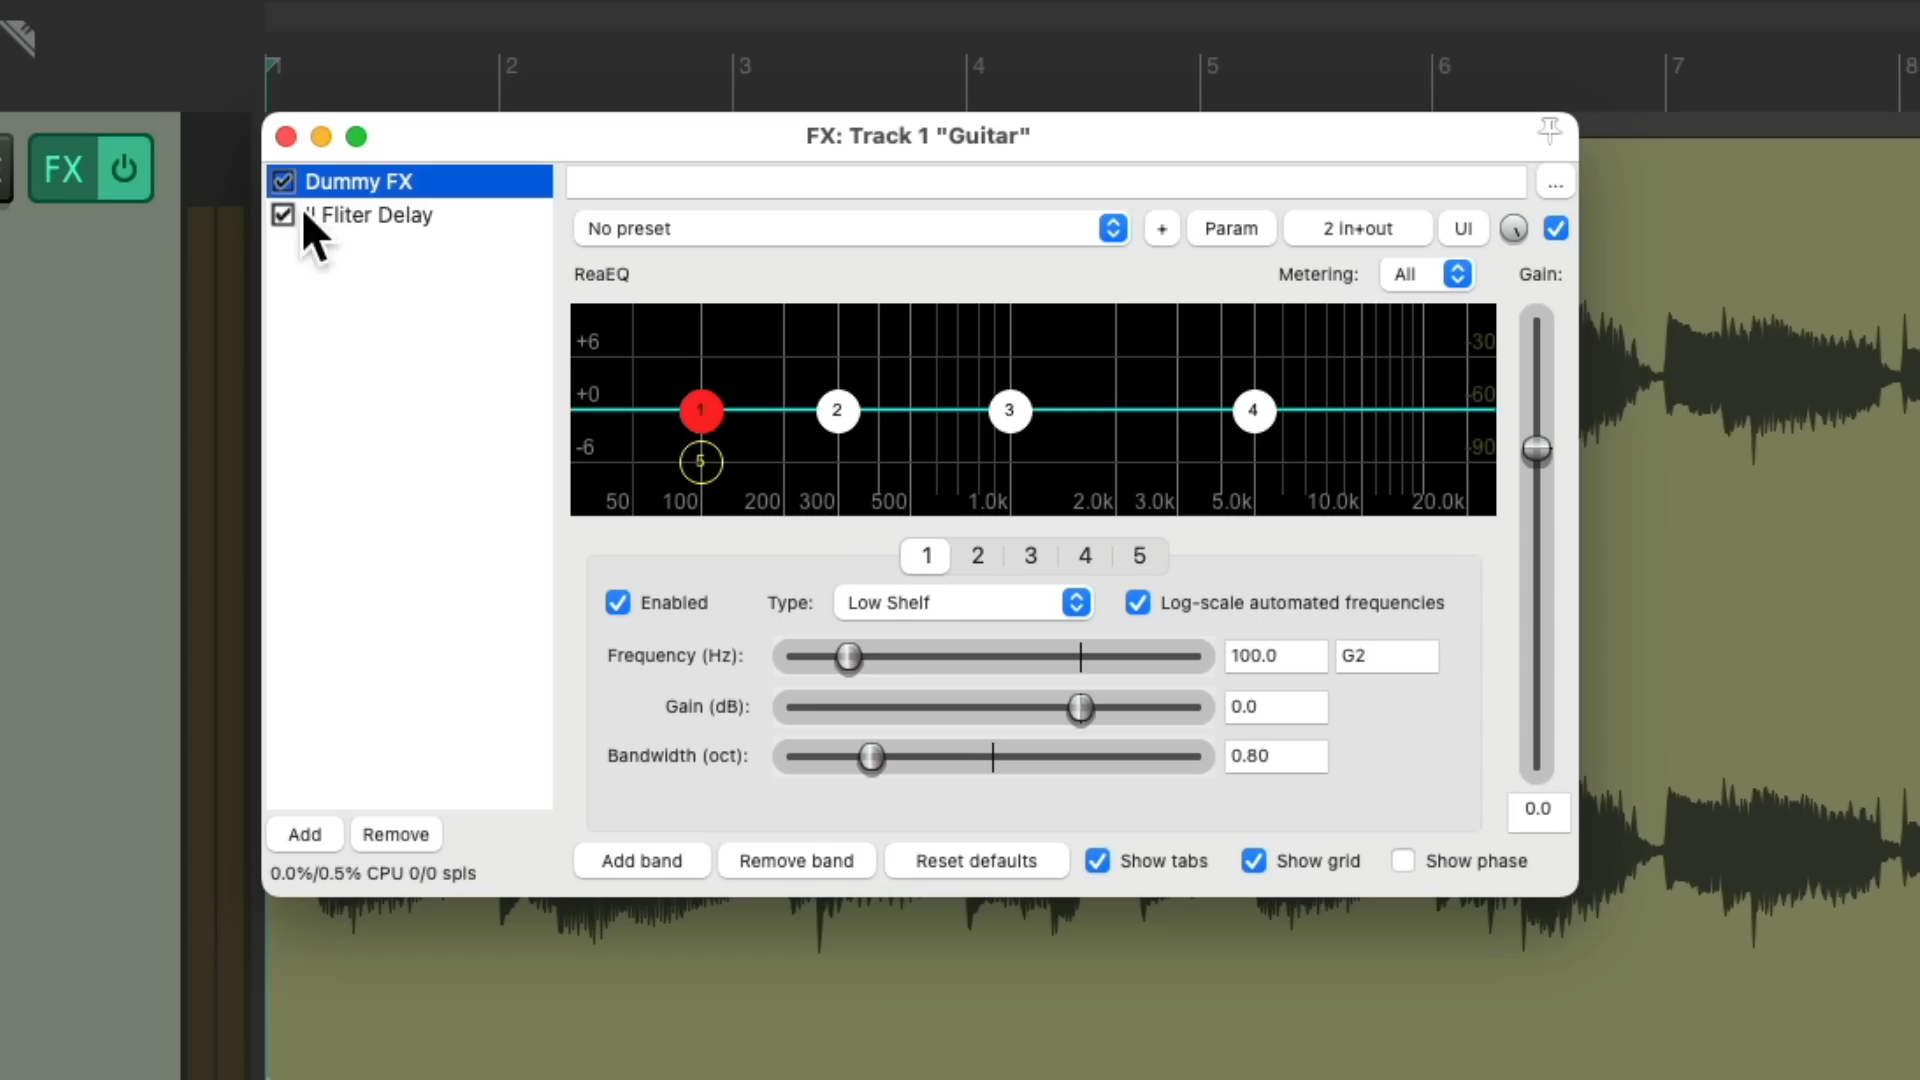 1 2 3 4 5 6 7 8
FX: Track 1 "Guitar"
FX
Dummy FX
|| Fliter Delay
...
No preset
+
Param
2 in+out
UI
ReaEQ
Metering:
All
Gain:
+6
+0
-6
-30
-60
-90
1 2 3 4
5
50 100 200 300 500 1.0k 2.0k 3.0k 5.0k 10.0k 20.0k
1 2 3 4 5
Enabled
Type:
Low Shelf
Log-scale automated frequencies
Frequency (Hz):
100.0
G2
Gain (dB):
0.0
Bandwidth (oct):
0.80
0.0
Add
Remove
0.0%/0.5% CPU 0/0 spls
Add band
Remove band
Reset defaults
Show tabs
Show grid
Show phase